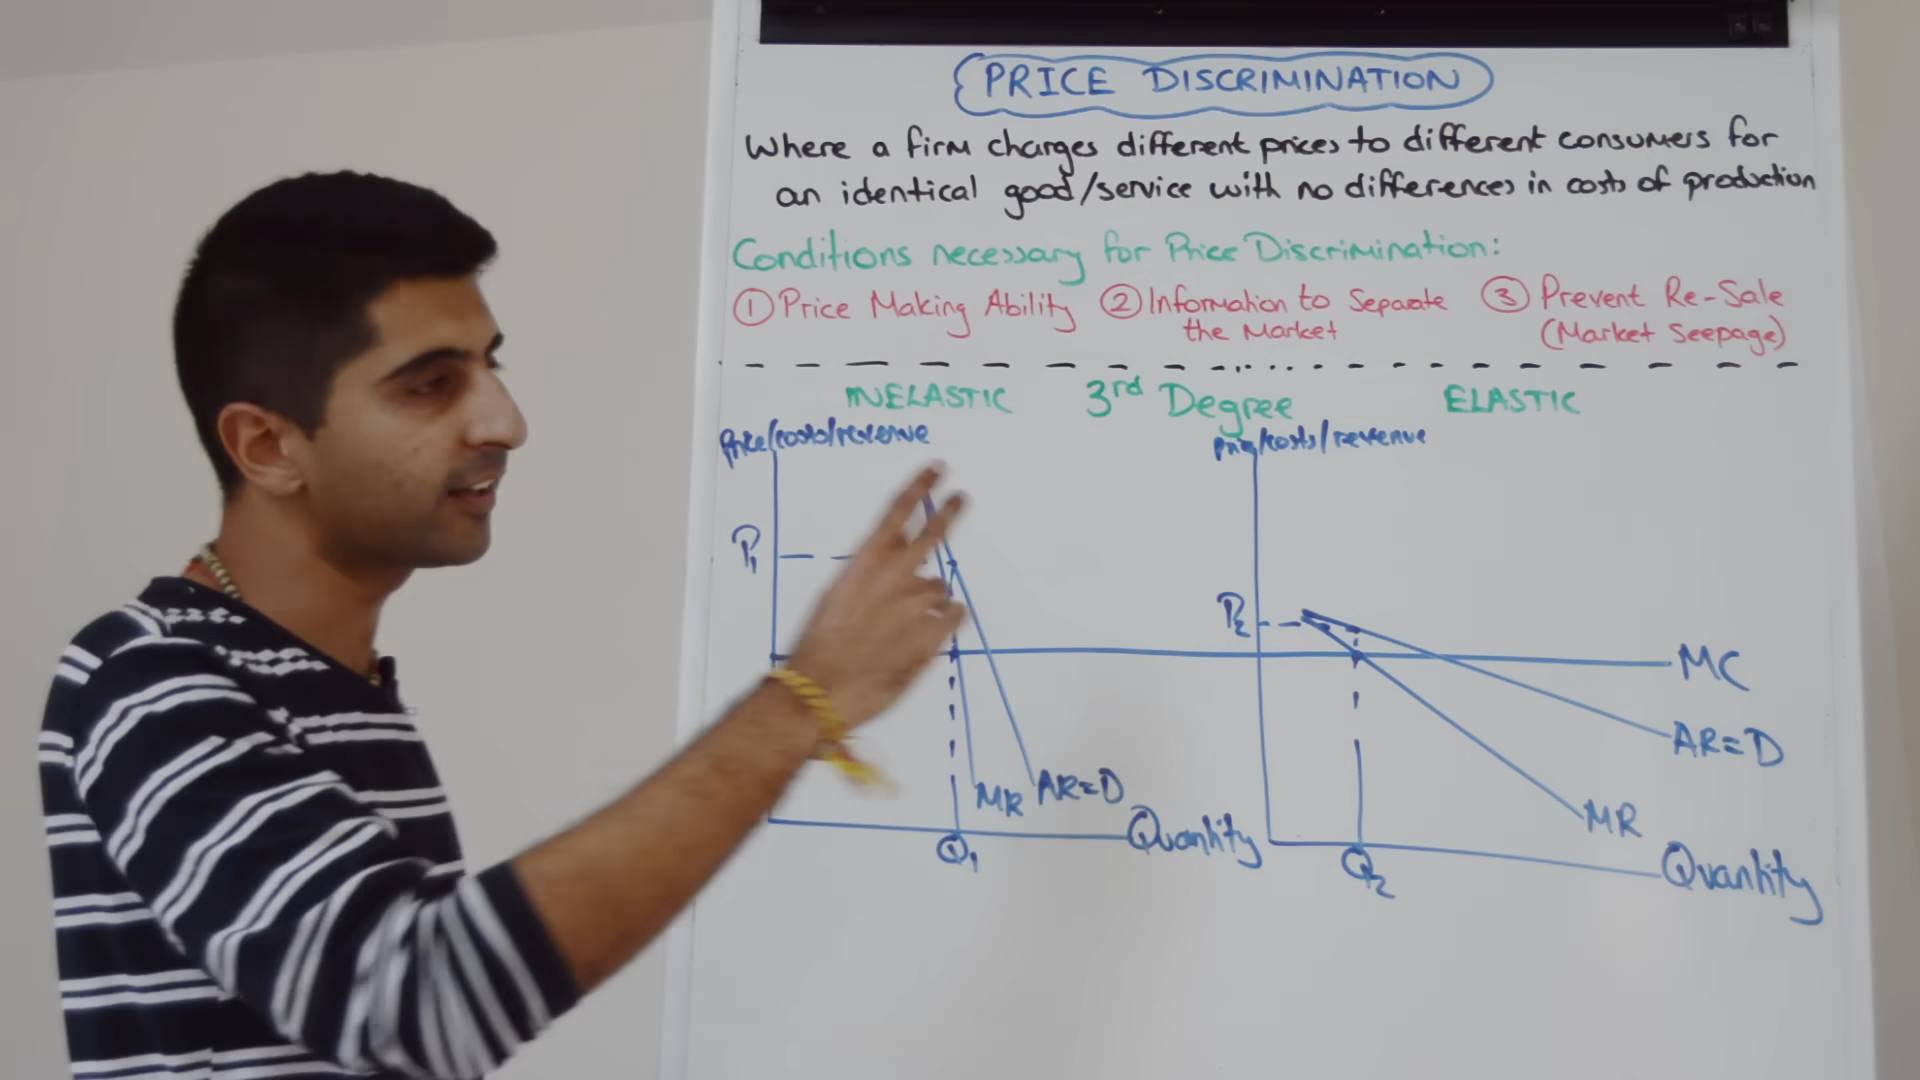 PRICE DISCRIMINATION
Where a firm charges different prices to different consumers for
an identical good/service with no differences in costs of production
Conditions necessary for Price Discrimination:
① Price Making Ability ② Information to Separate ③ Prevent Re-Sale
the Market (Market Seepage)
INELASTIC 3rd Degree ELASTIC
Price/costs/revenue price/costs/revenue
P1
P2
MC
AR=D
MR AR=D
MR
Quantity
Q1
Quantity
Q2